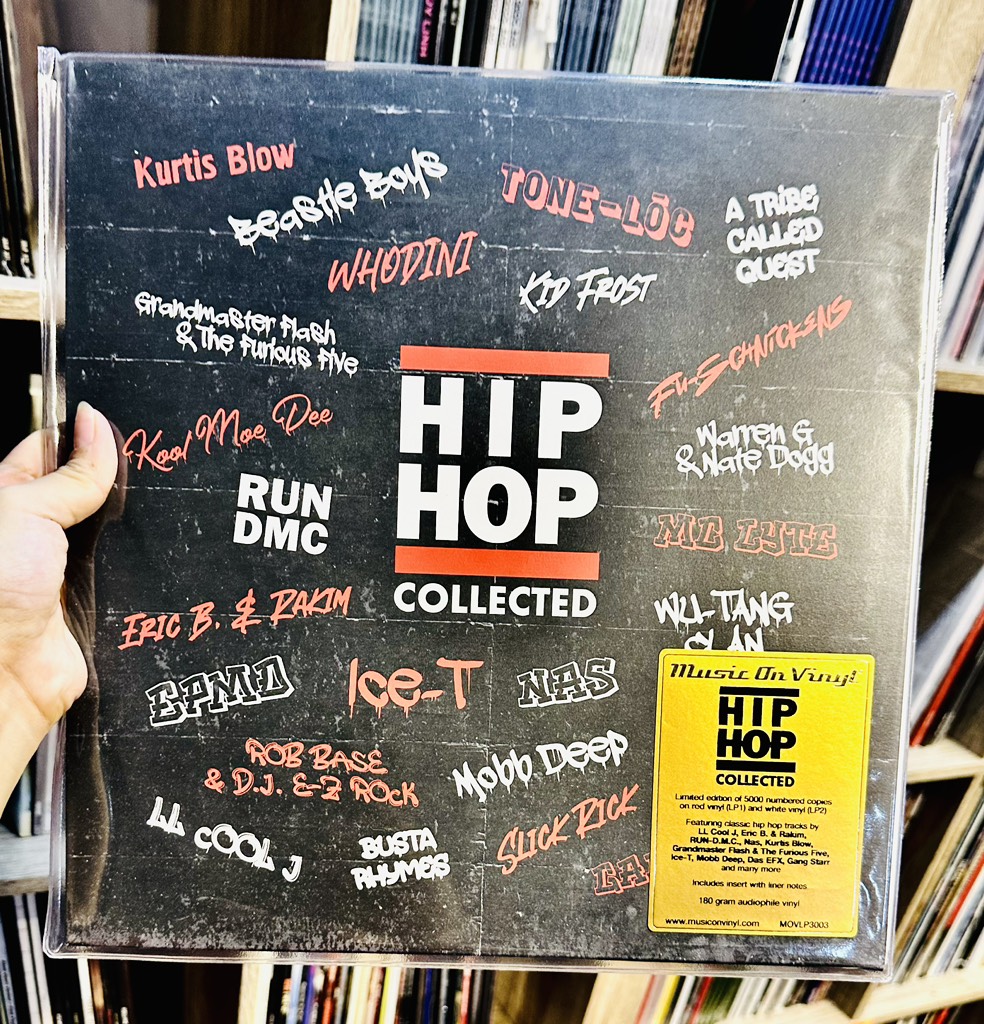 Kurtis Blow
Beastie Boys
TONE-LŌC
A TRIBE
CALLED
QUEST
WHODINI
KID FROST
Grandmaster Flash
& The Furious Five
FU-SCHNICKENS
HIP
HOP
COLLECTED
Kool Moe Dee
Warren G
& Nate Dogg
RUN
DMC
MC LYTE
ERIC B. & RAKIM
WU-TANG
CLAN
EPMD
Ice-T
NAS
ROB BASE
& D.J. E-Z ROCK
Mobb Deep
LL COOL J
BUSTA
RHYMES
SLICK RICK
Music On Vinyl
HIP
HOP
COLLECTED
Limited edition of 5000 numbered copies
on red vinyl (LP1) and white vinyl (LP2)
Featuring classic hip hop tracks by
LL Cool J, Eric B. & Rakim,
RUN-D.M.C., Nas, Kurtis Blow,
Grandmaster Flash & The Furious Five,
Ice-T, Mobb Deep, Das EFX, Gang Starr
and many more
Includes insert with liner notes
180 gram audiophile vinyl
www.musiconvinyl.com MOVLP3003